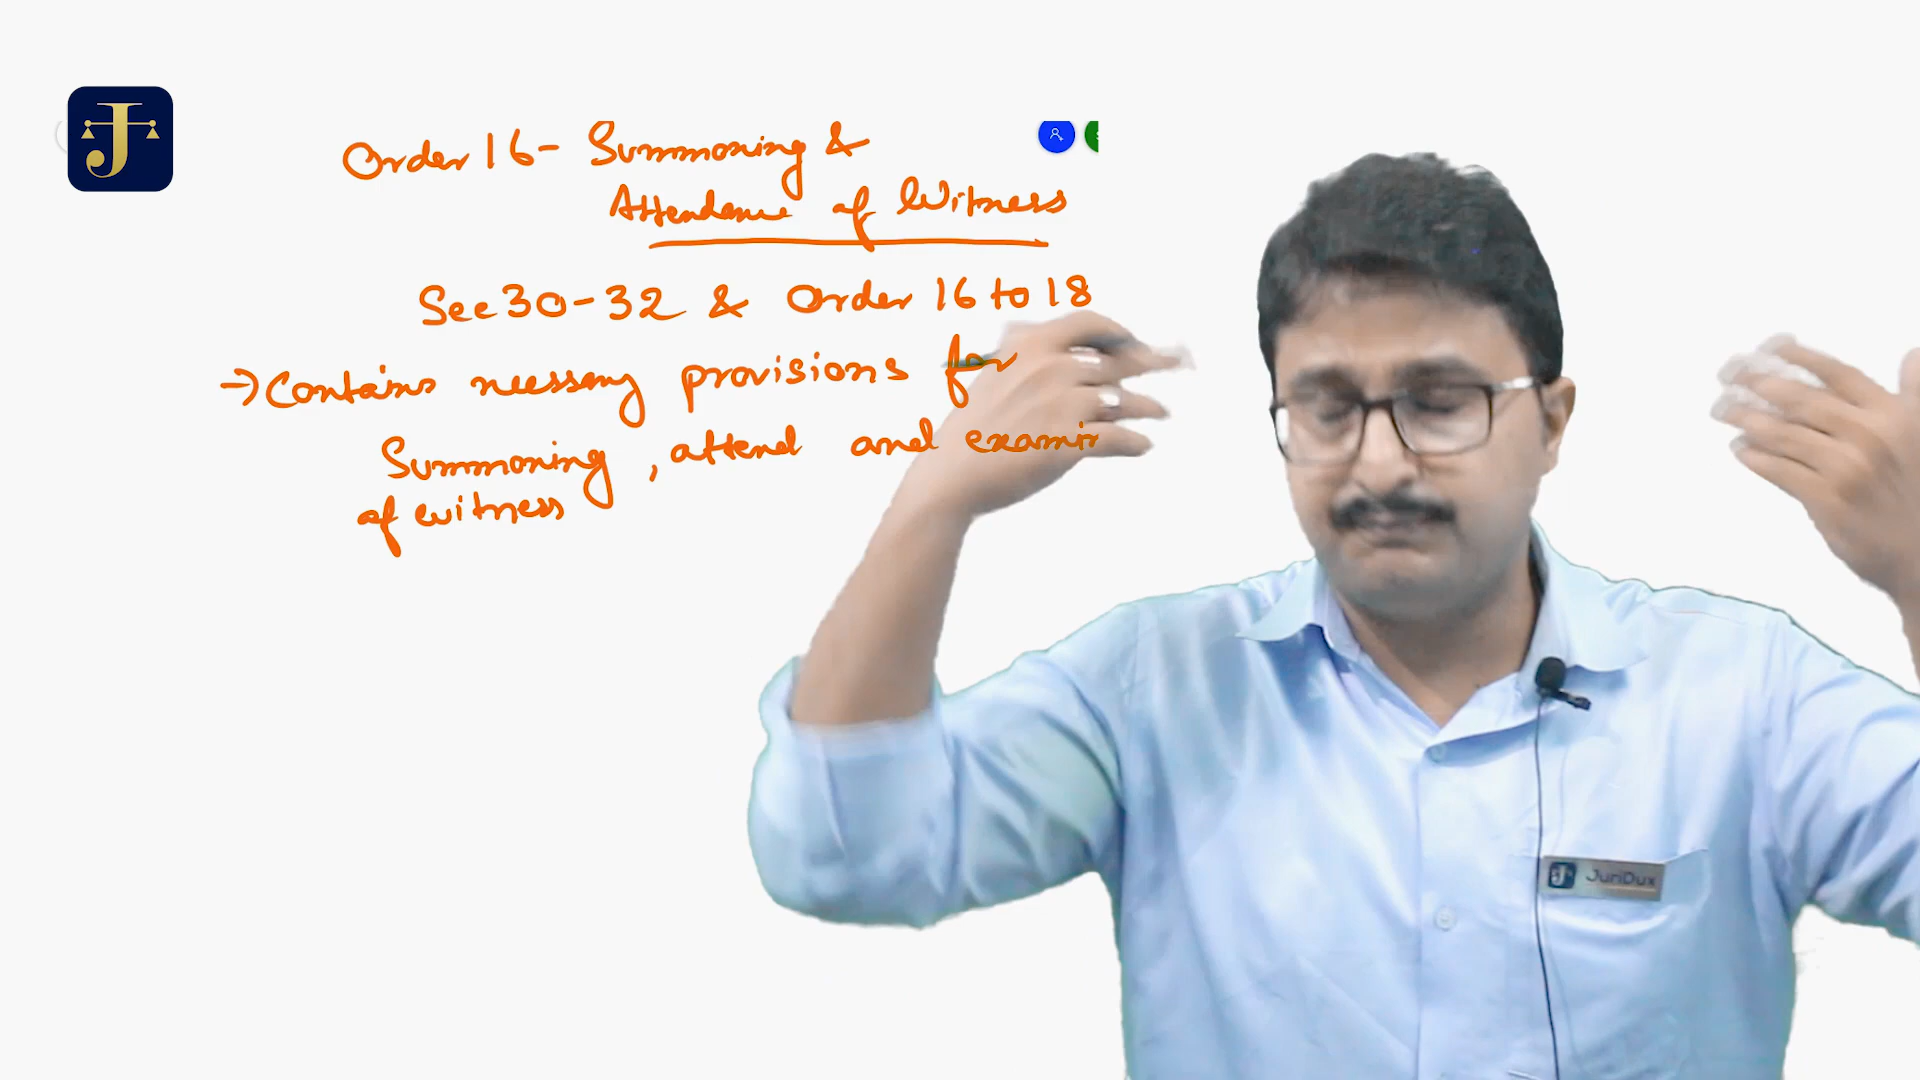 J
Order 16 - Summoning &
Attendance of Witness
Sec 30-32 & Order 16 to 18
→ Contains necessary provisions for
Summoning, attend and examin
of witness
JuriDux